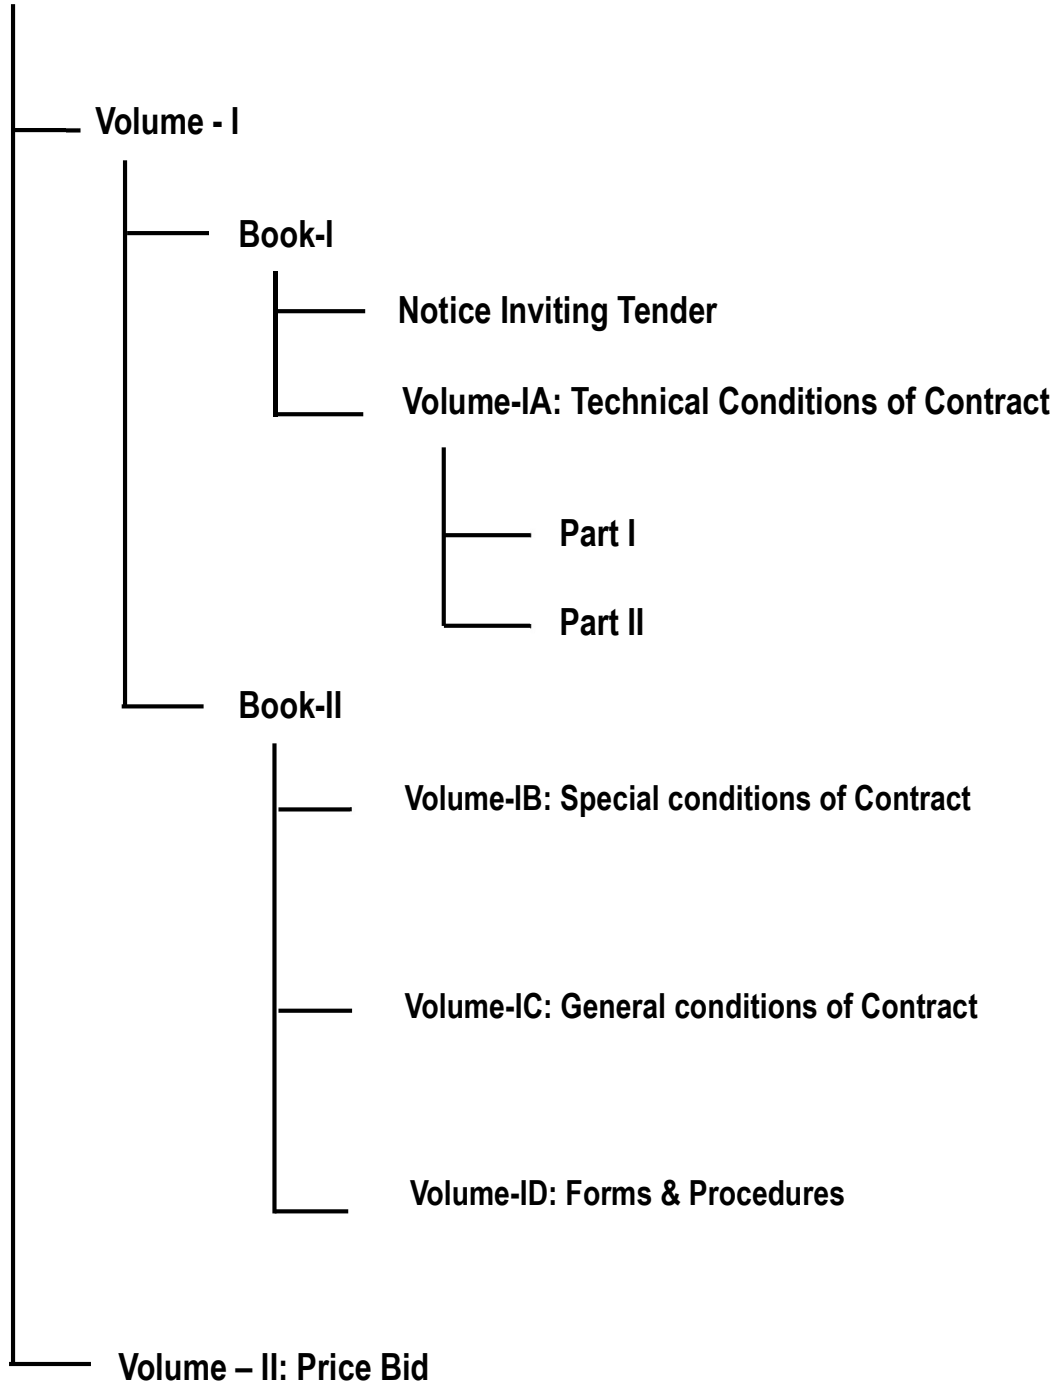 Volume - I
Book-I
Notice Inviting Tender
Volume-IA: Technical Conditions of Contract
Part I
Part II
Book-II
Volume-IB: Special conditions of Contract
Volume-IC: General conditions of Contract
Volume-ID: Forms & Procedures
Volume – II: Price Bid